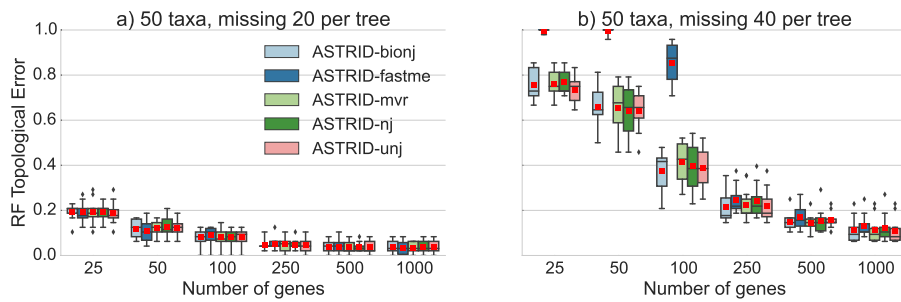 a) 50 taxa, missing 20 per tree
b) 50 taxa, missing 40 per tree
RF Topological Error
1.0
0.8
0.6
0.4
0.2
0.0
ASTRID-bionj
ASTRID-fastme
ASTRID-mvr
ASTRID-nj
ASTRID-unj
25 50 100 250 500 1000
Number of genes
25 50 100 250 500 1000
Number of genes